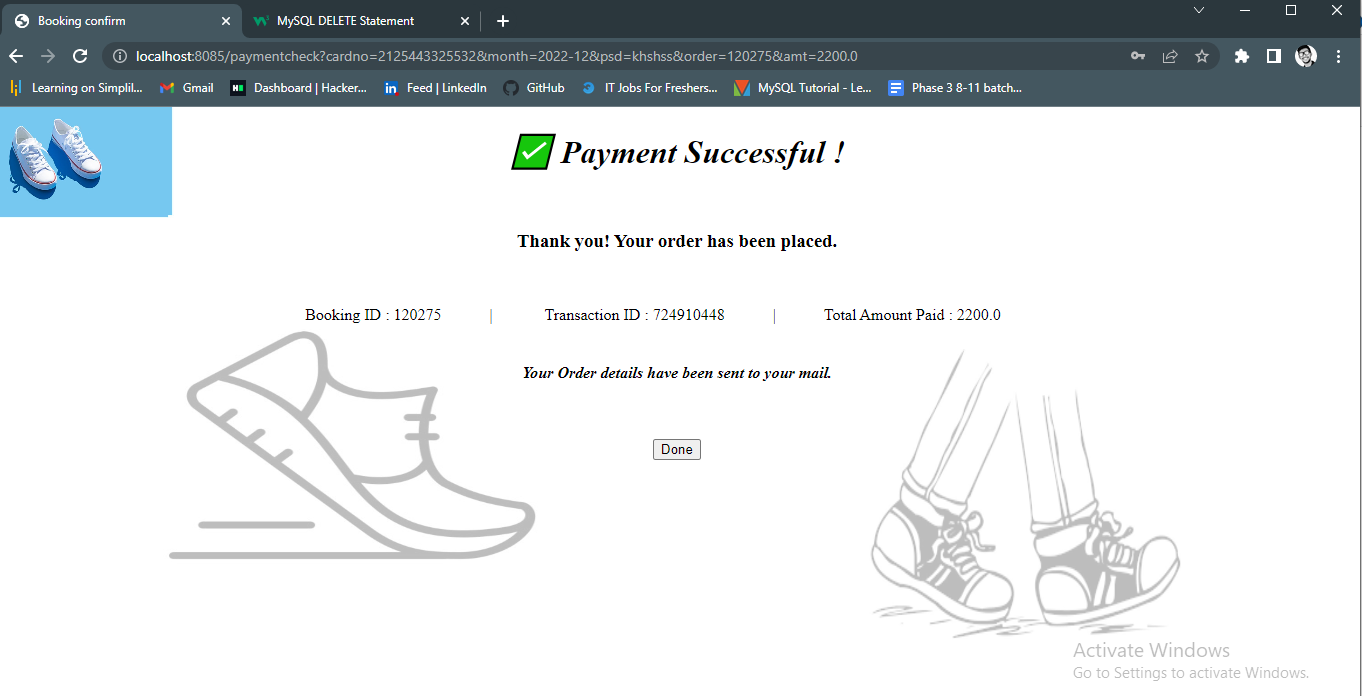 Booking confirm
MySQL DELETE Statement
localhost:8085/paymentcheck?cardno=2125443325532&month=2022-12&psd=khshss&order=120275&amt=2200.0
Learning on Simplil... Gmail Dashboard | Hacker... Feed | LinkedIn GitHub IT Jobs For Freshers... MySQL Tutorial - Le... Phase 3 8-11 batch...
Payment Successful !
Thank you! Your order has been placed.
Booking ID : 120275 | Transaction ID : 724910448 | Total Amount Paid : 2200.0
Your Order details have been sent to your mail.
Done
Activate Windows
Go to Settings to activate Windows.